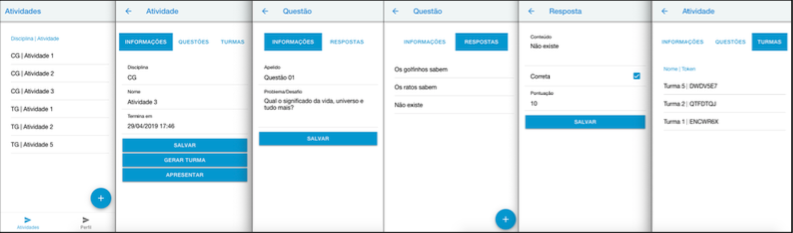 Atividades
Disciplina | Atividade
CG | Atividade 1
CG | Atividade 2
CG | Atividade 3
TG | Atividade 1
TG | Atividade 2
TG | Atividade 5
+
Atividades
Perfil
← Atividade
INFORMAÇÕES QUESTÕES TURMAS
Disciplina
CG
Nome
Atividade 3
Termina em
29/04/2019 17:46
SALVAR
GERAR TURMA
APRESENTAR
← Questão
INFORMAÇÕES RESPOSTAS
Apelido
Questão 01
Problema/Desafio
Qual o significado da vida, universo e
tudo mais?
SALVAR
← Questão
INFORMAÇÕES RESPOSTAS
Os golfinhos sabem
Os ratos sabem
Não existe
+
← Resposta
Conteúdo
Não existe
Correta
Pontuação
10
SALVAR
← Atividade
INFORMAÇÕES QUESTÕES TURMAS
Nome | Token
Turma 5 | DWDV5E7
Turma 2 | QTFDTQJ
Turma 1 | ENCWR6X